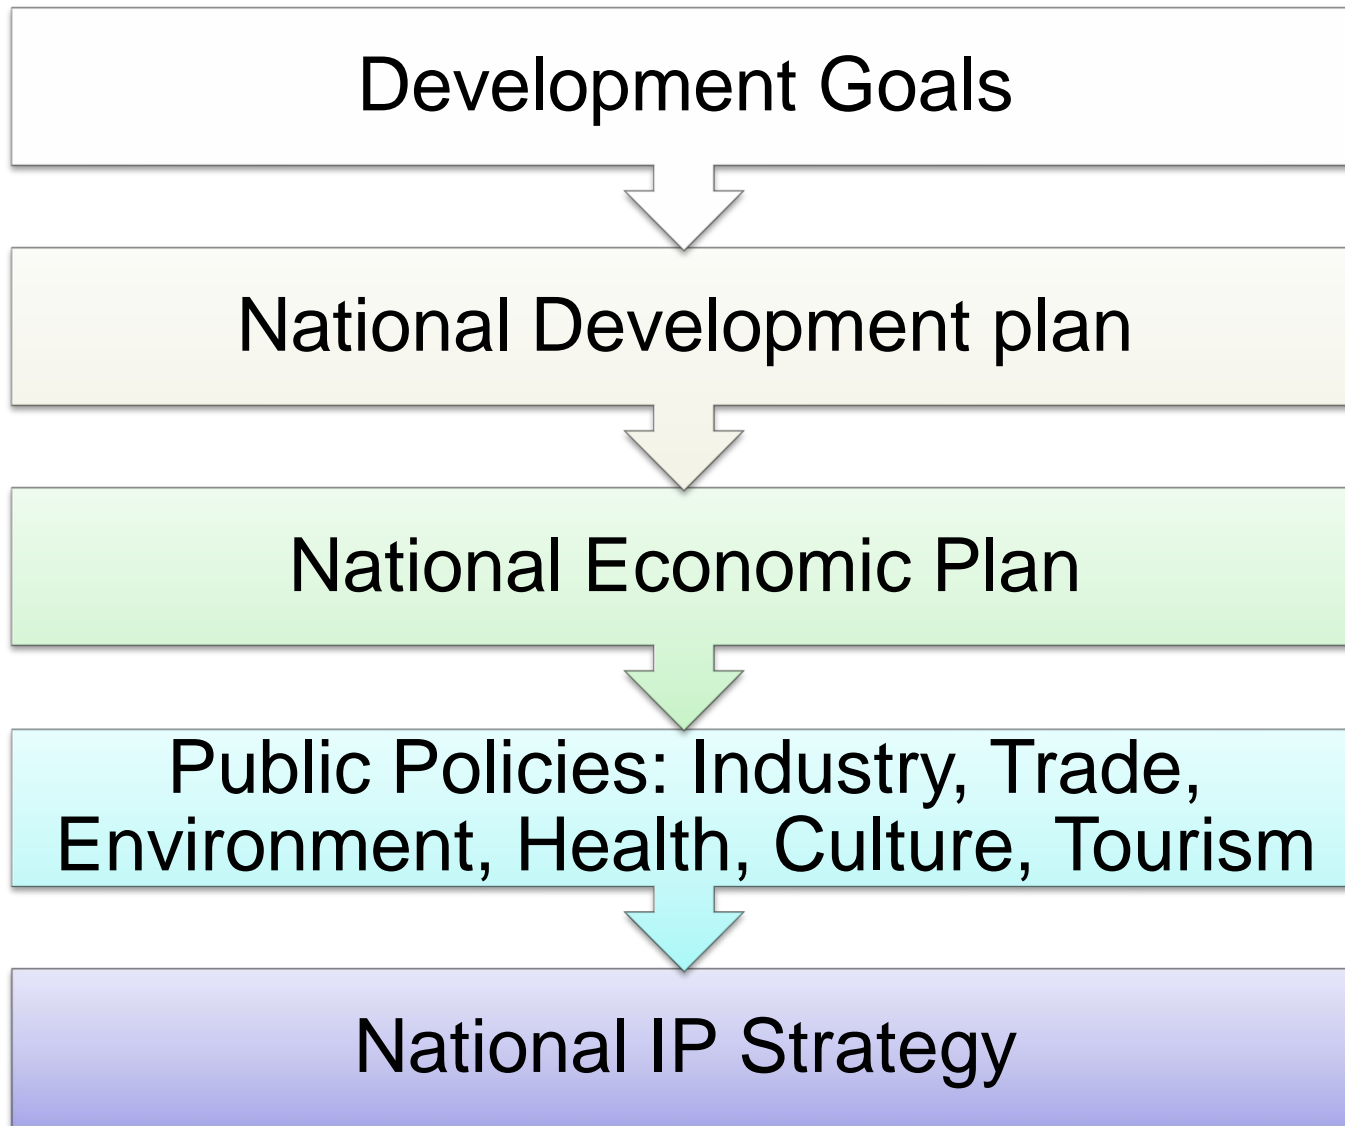 Development Goals
National Development plan
National Economic Plan
Public Policies: Industry, Trade,
Environment, Health, Culture, Tourism
National IP Strategy